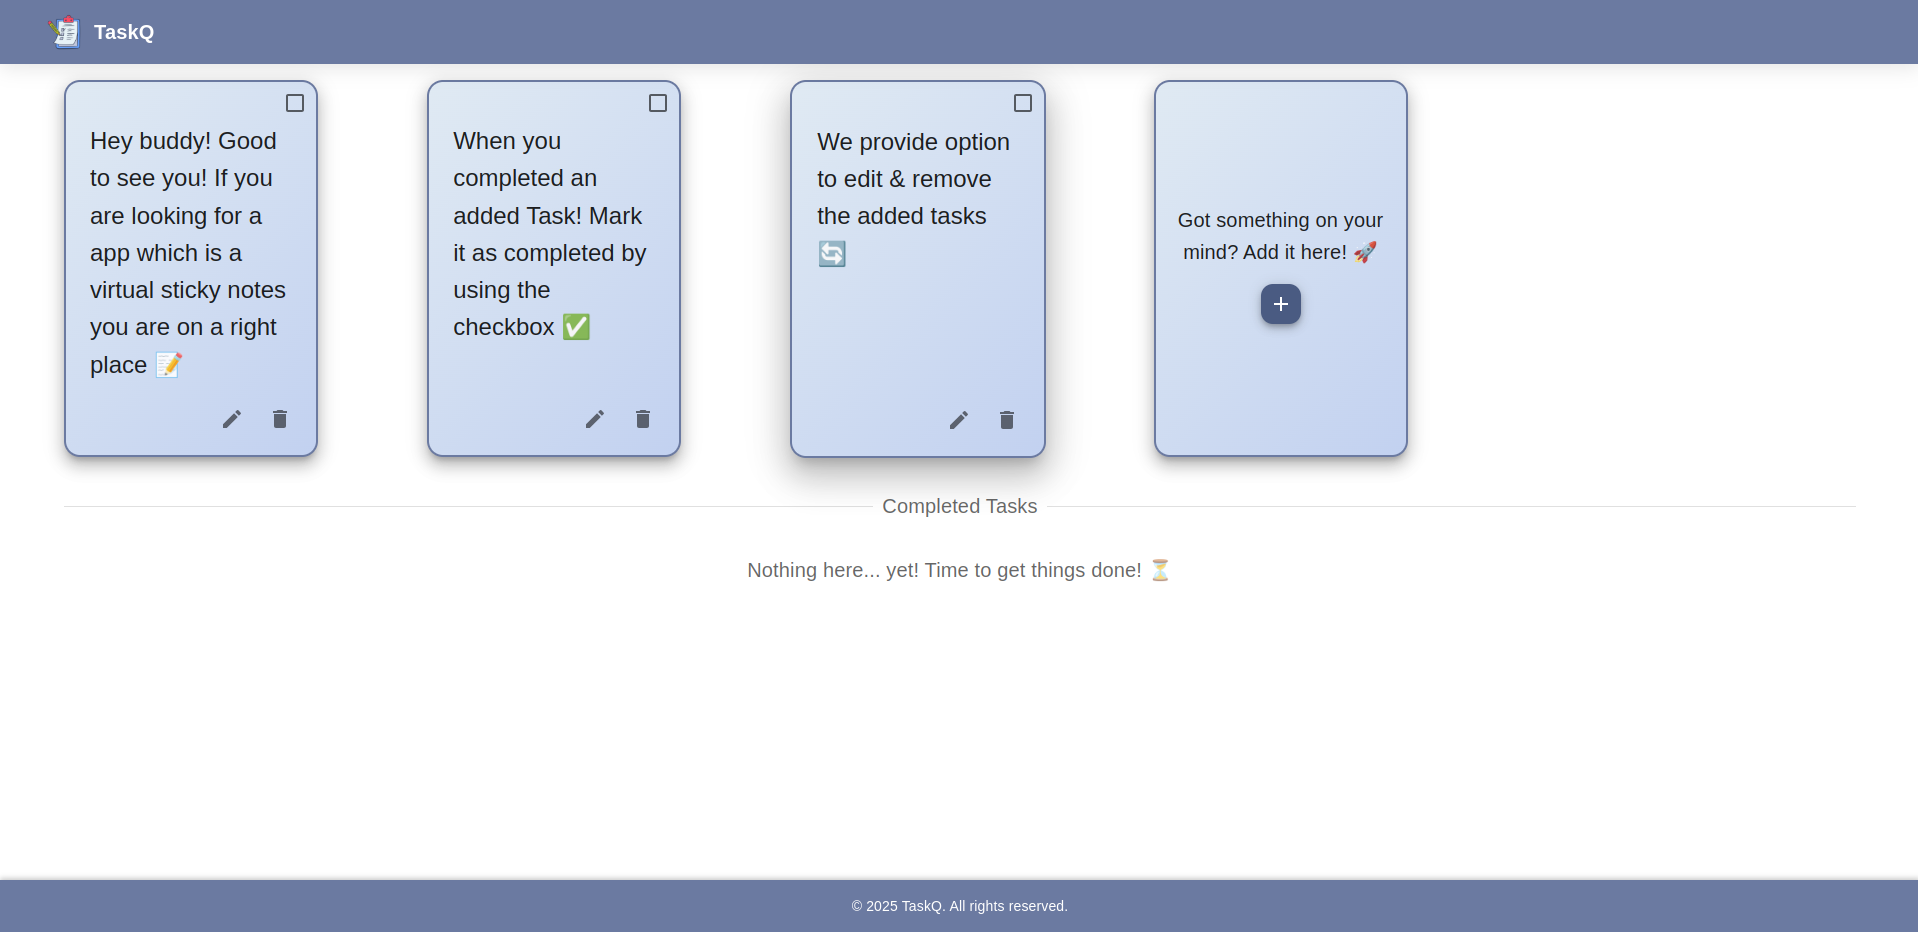 TaskQ
Hey buddy! Good
to see you! If you
are looking for a
app which is a
virtual sticky notes
you are on a right
place 📝
When you
completed an
added Task! Mark
it as completed by
using the
checkbox ✅
We provide option
to edit & remove
the added tasks
🔄
Got something on your
mind? Add it here! 🚀
Completed Tasks
Nothing here... yet! Time to get things done! ⏳
© 2025 TaskQ. All rights reserved.